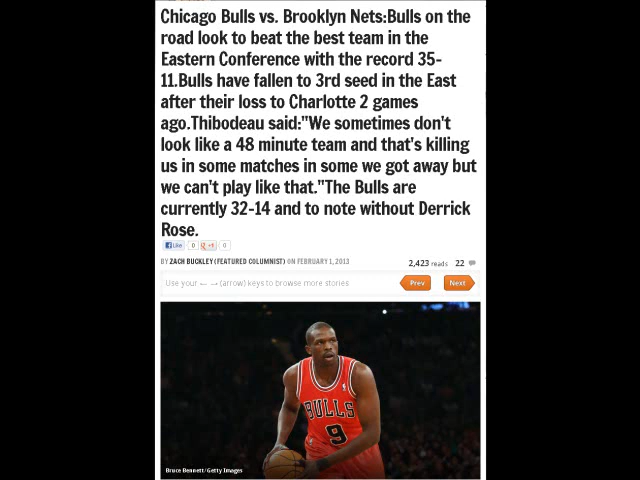 Chicago Bulls vs. Brooklyn Nets:Bulls on the
road look to beat the best team in the
Eastern Conference with the record 35-
11.Bulls have fallen to 3rd seed in the East
after their loss to Charlotte 2 games
ago.Thibodeau said:"We sometimes don't
look like a 48 minute team and that's killing
us in some matches in some we got away but
we can't play like that."The Bulls are
currently 32-14 and to note without Derrick
Rose.
Like 0 +1 0
BY ZACH BUCKLEY (FEATURED COLUMNIST) ON FEBRUARY 1, 2013 2,423 reads 22
Use your ← → (arrow) keys to browse more stories Prev Next
BULLS
9
Bruce Bennett/Getty Images